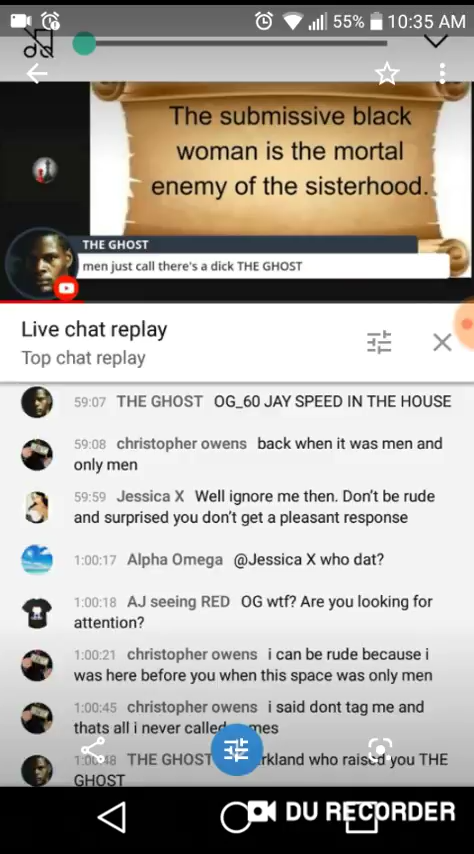 55% 10:35 AM
The submissive black
woman is the mortal
enemy of the sisterhood.
THE GHOST
men just call there's a dick THE GHOST
Live chat replay
Top chat replay
59:07 THE GHOST OG_60 JAY SPEED IN THE HOUSE
59:08 christopher owens back when it was men and
only men
59:59 Jessica X Well ignore me then. Don't be rude
and surprised you don't get a pleasant response
1:00:17 Alpha Omega @Jessica X who dat?
1:00:18 AJ seeing RED OG wtf? Are you looking for
attention?
1:00:21 christopher owens i can be rude because i
was here before you when this space was only men
1:00:45 christopher owens i said dont tag me and
thats all i never called
THE GHOST who raised you THE
GHOST
DU RECORDER